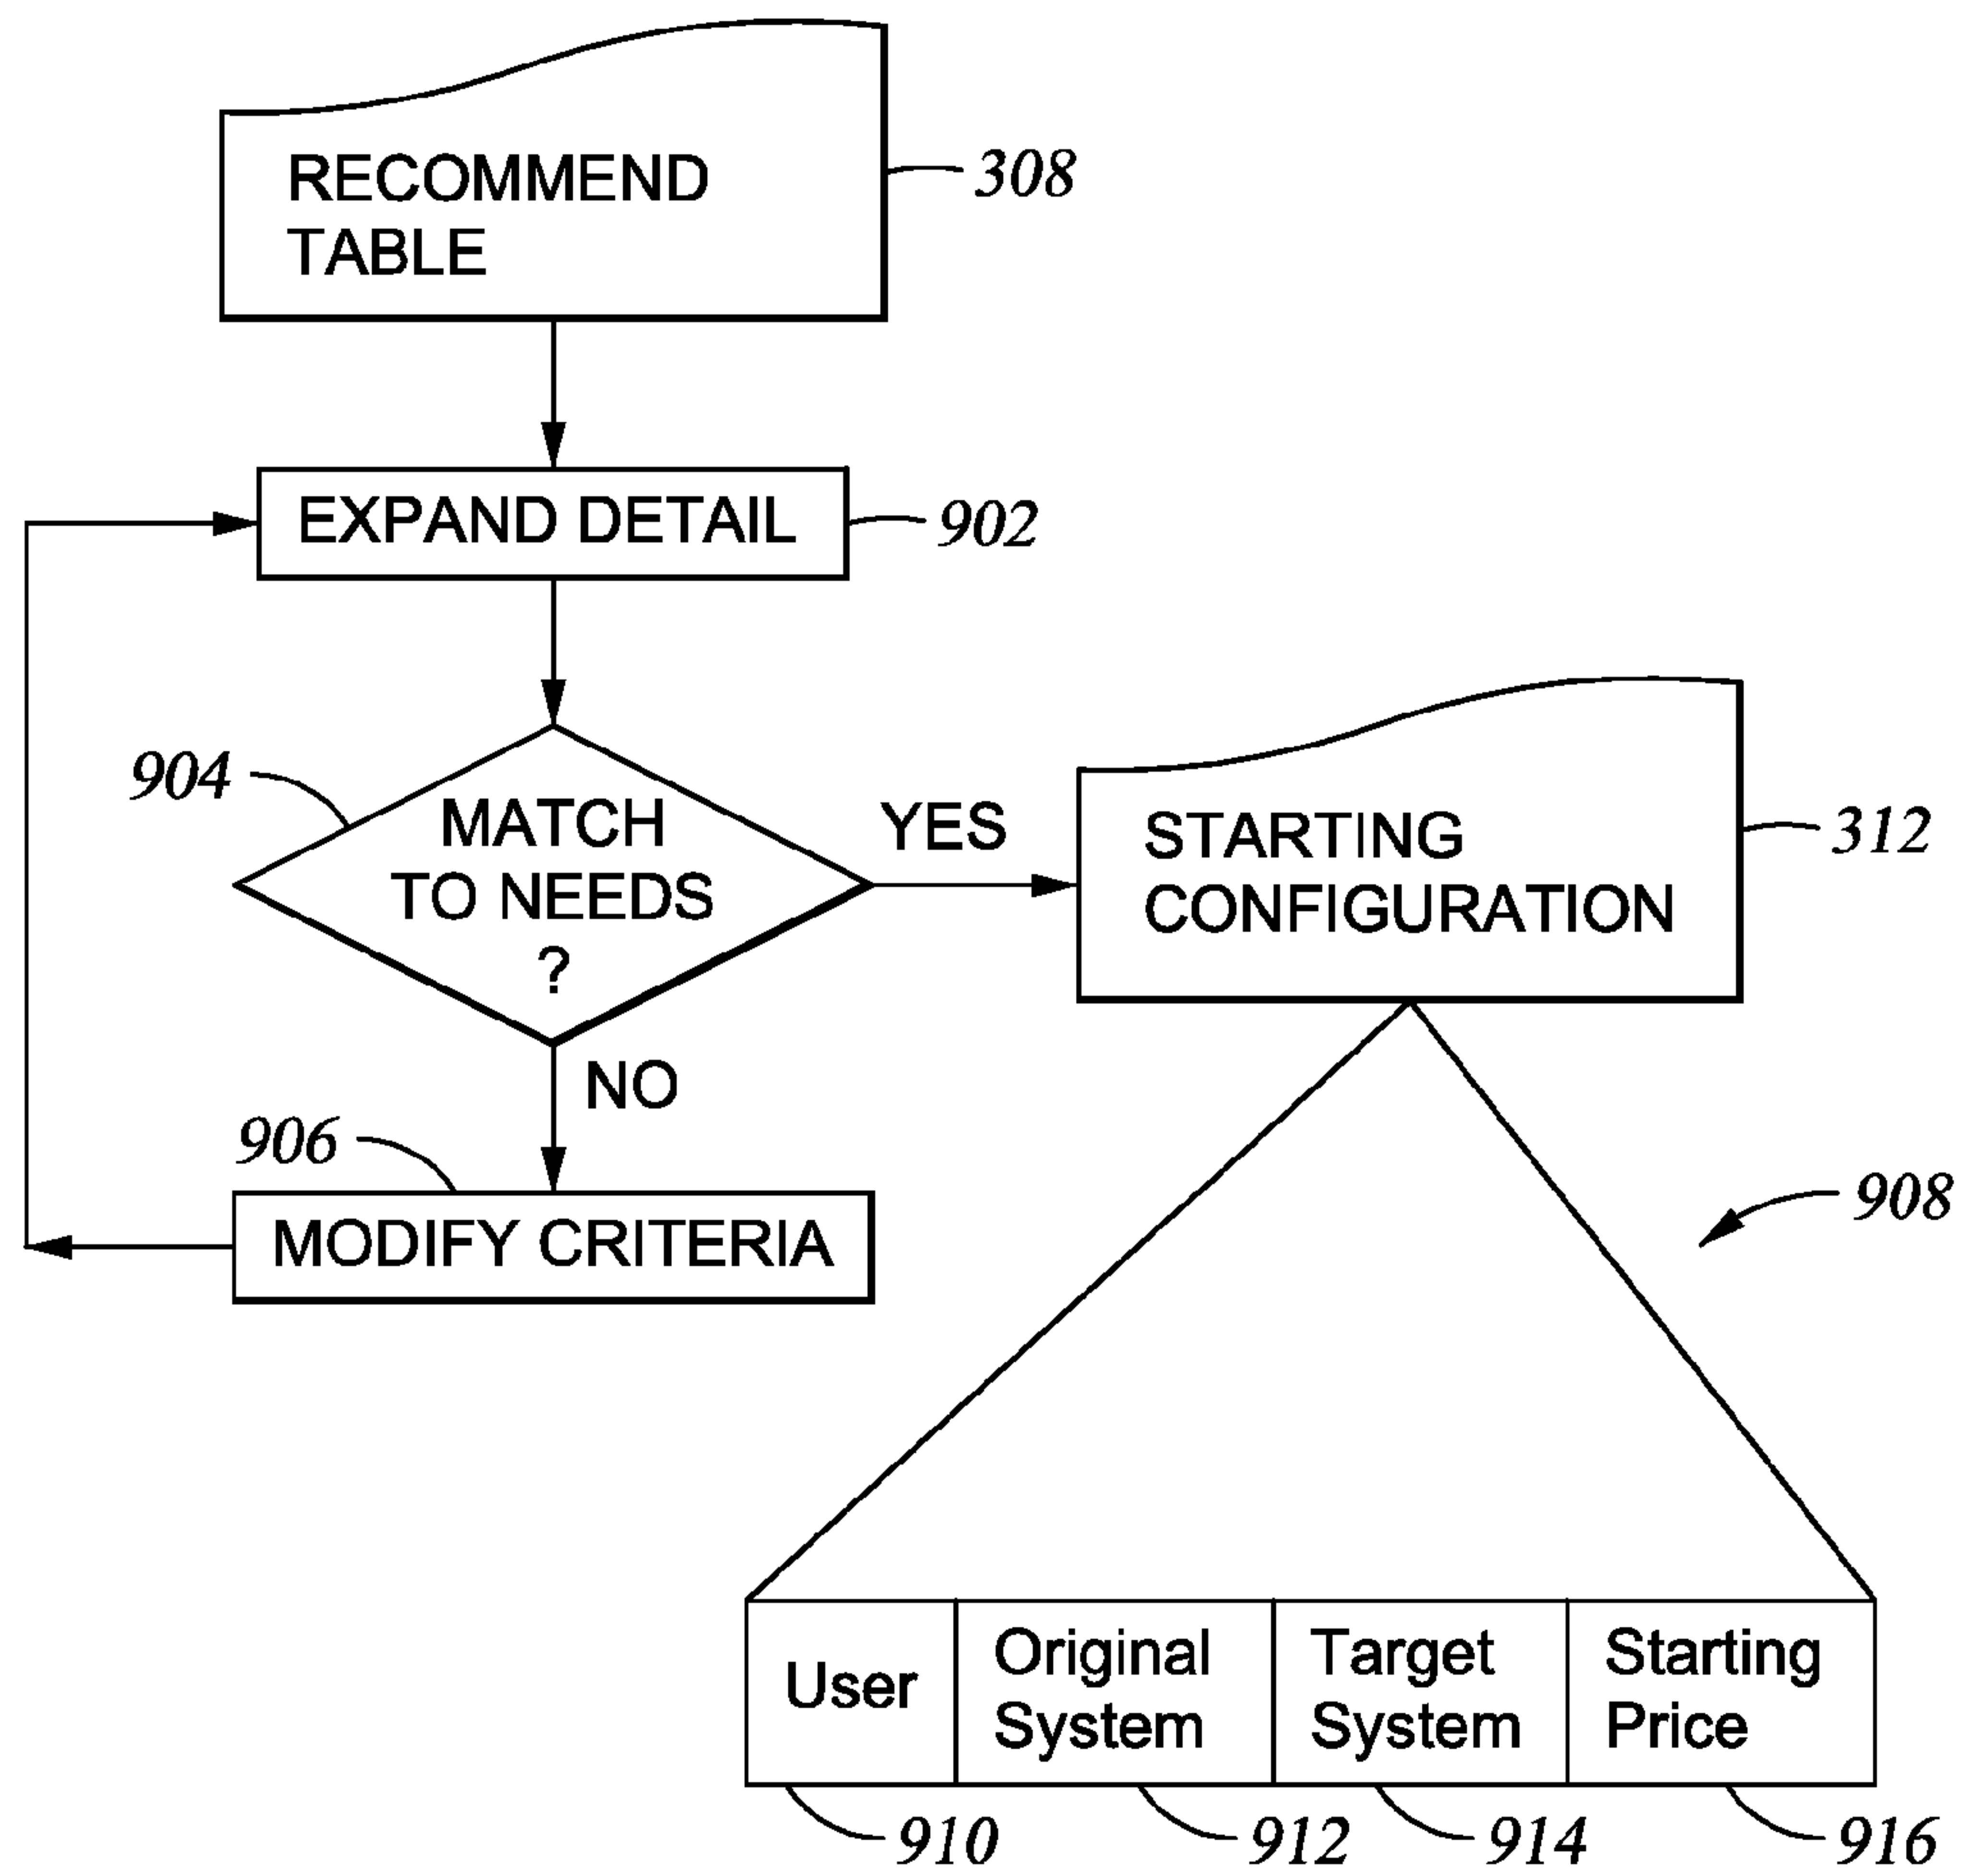 RECOMMEND
TABLE
308
EXPAND DETAIL
902
904
MATCH
TO NEEDS
?
YES
STARTING
CONFIGURATION
312
NO
906
MODIFY CRITERIA
908
User
Original
System
Target
System
Starting
Price
910
912
914
916